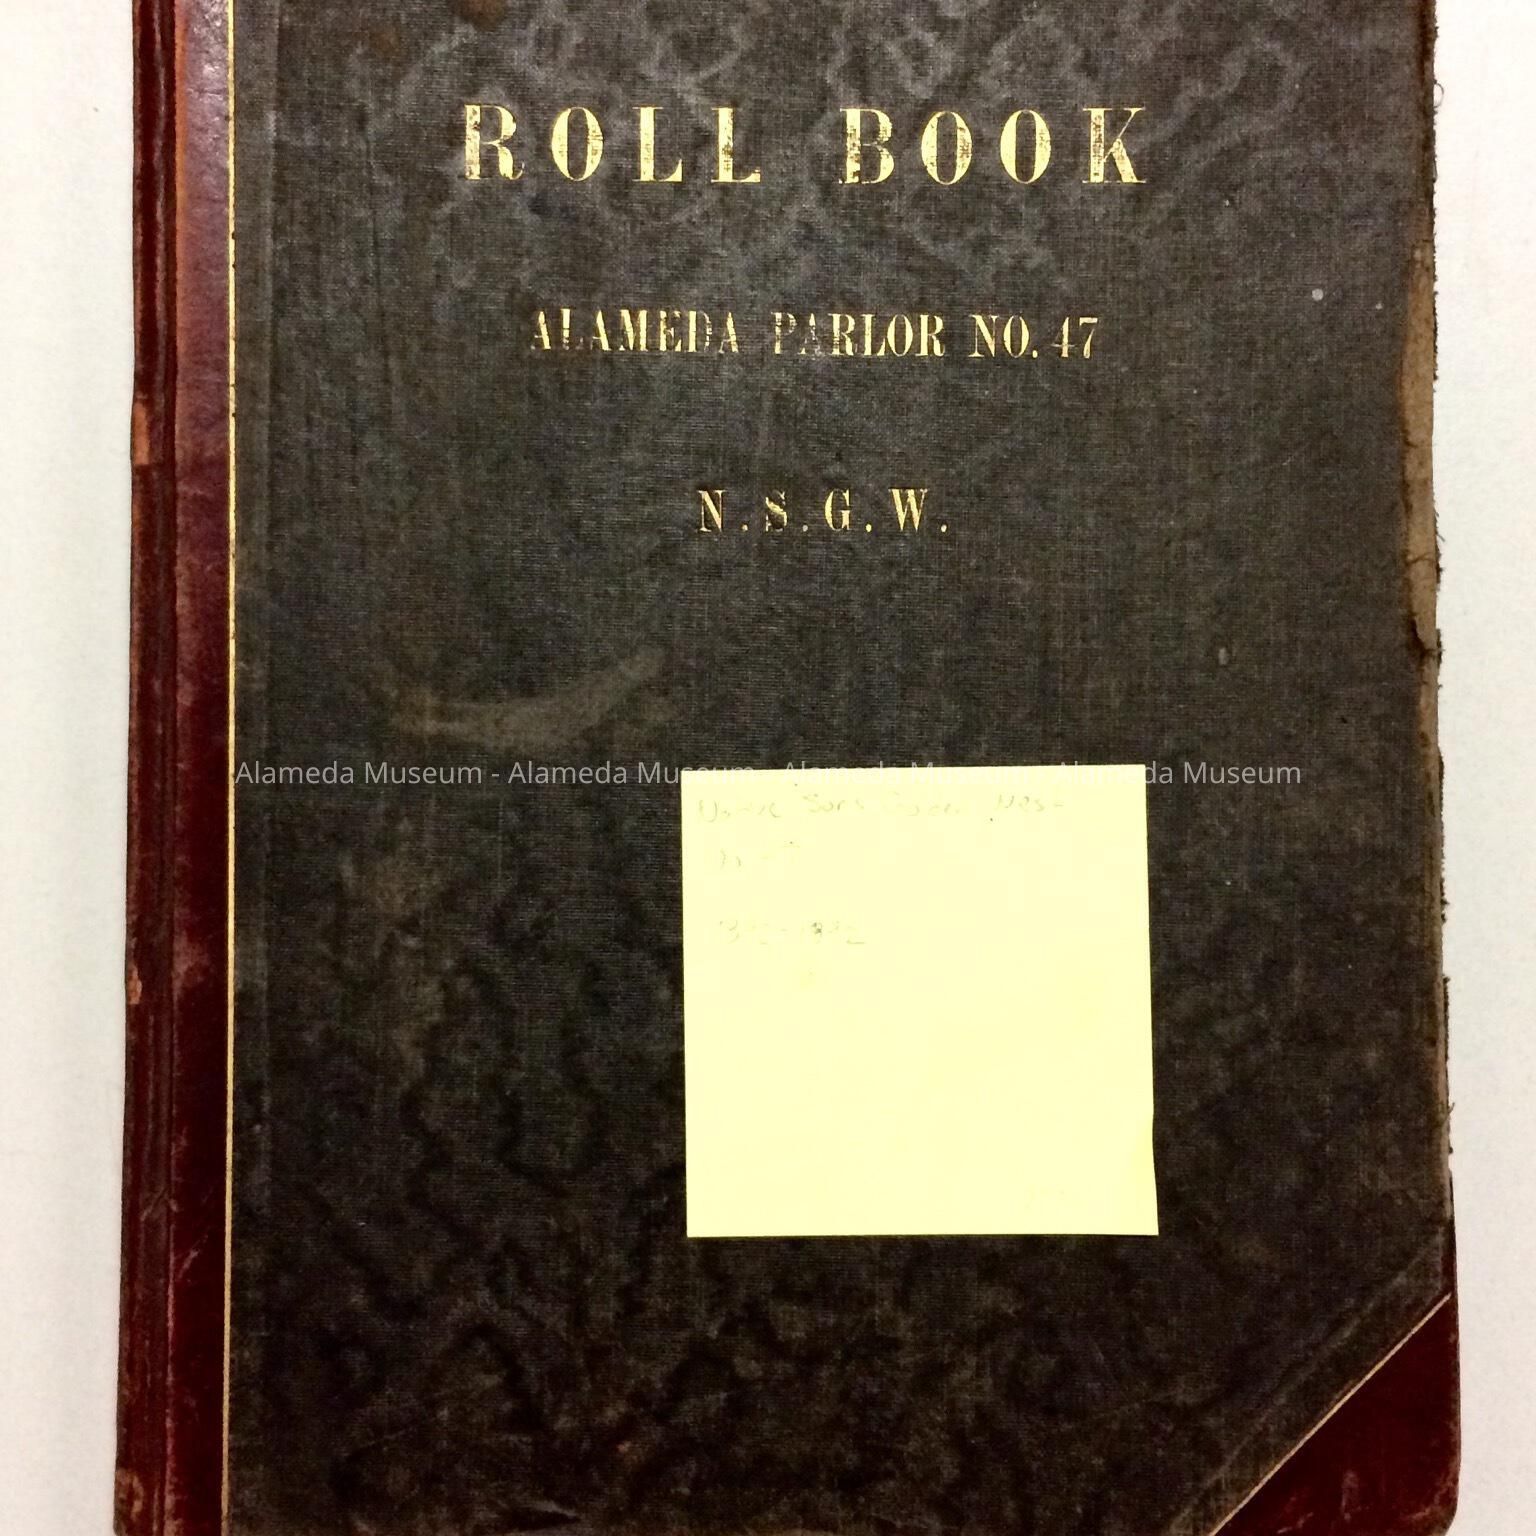 ROLL BOOK
ALAMEDA PARLOR NO. 47
N. S. G. W.
Alameda Museum - Alameda Museum - Alameda Museum - Alameda Museum